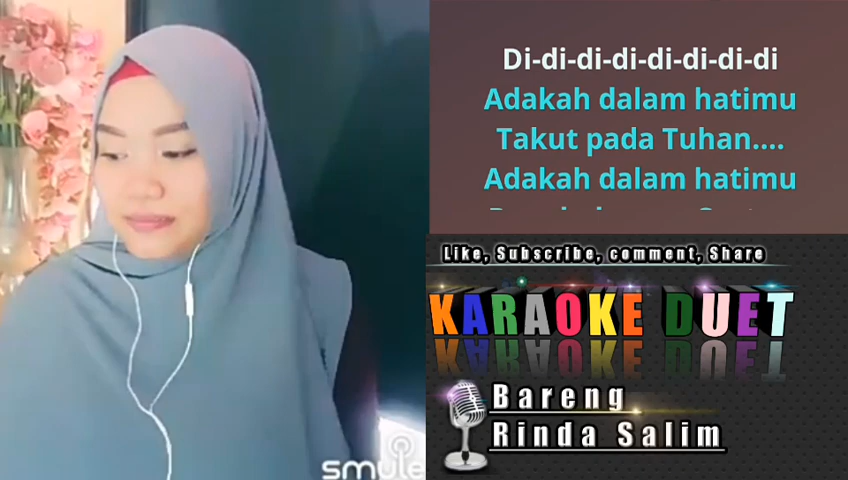 Di-di-di-di-di-di-di-di
Adakah dalam hatimu
Takut pada Tuhan....
Adakah dalam hatimu
Like, Subscribe, comment, Share
KARAOKE DUET
Bareng
Rinda Salim
smule